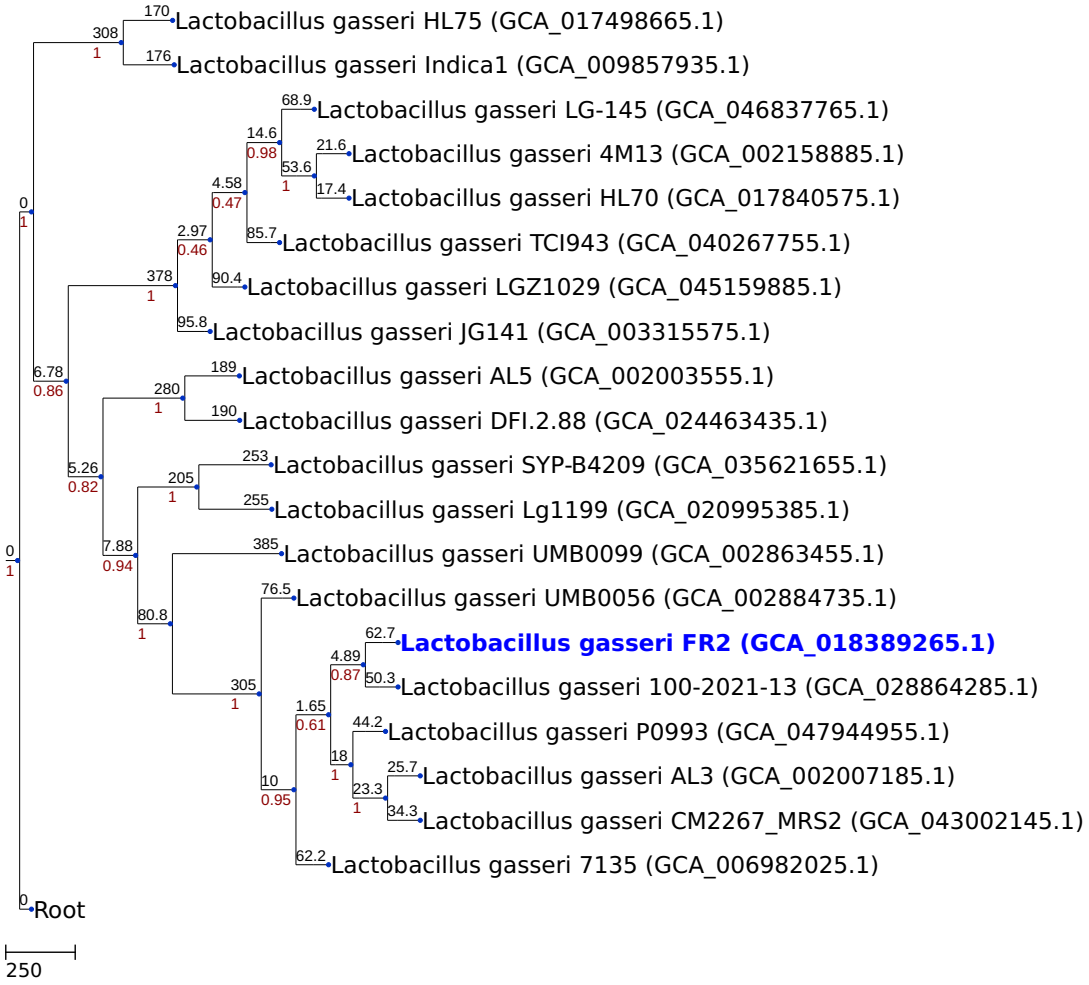 170
Lactobacillus gasseri HL75 (GCA_017498665.1)
308
1
176
Lactobacillus gasseri Indica1 (GCA_009857935.1)
68.9
Lactobacillus gasseri LG-145 (GCA_046837765.1)
14.6
0.98
21.6
Lactobacillus gasseri 4M13 (GCA_002158885.1)
53.6
1
17.4
Lactobacillus gasseri HL70 (GCA_017840575.1)
4.58
0.47
0
1
85.7
Lactobacillus gasseri TCI943 (GCA_040267755.1)
2.97
0.46
378
1
90.4
Lactobacillus gasseri LGZ1029 (GCA_045159885.1)
95.8
Lactobacillus gasseri JG141 (GCA_003315575.1)
6.78
0.86
189
Lactobacillus gasseri AL5 (GCA_002003555.1)
280
1
190
Lactobacillus gasseri DFI.2.88 (GCA_024463435.1)
5.26
0.82
253
Lactobacillus gasseri SYP-B4209 (GCA_035621655.1)
205
1
255
Lactobacillus gasseri Lg1199 (GCA_020995385.1)
0
1
7.88
0.94
385
Lactobacillus gasseri UMB0099 (GCA_002863455.1)
80.8
1
76.5
Lactobacillus gasseri UMB0056 (GCA_002884735.1)
62.7
Lactobacillus gasseri FR2 (GCA_018389265.1)
4.89
0.87
305
1
50.3
Lactobacillus gasseri 100-2021-13 (GCA_028864285.1)
1.65
0.61
44.2
Lactobacillus gasseri P0993 (GCA_047944955.1)
18
1
25.7
Lactobacillus gasseri AL3 (GCA_002007185.1)
10
0.95
23.3
1
34.3
Lactobacillus gasseri CM2267_MRS2 (GCA_043002145.1)
62.2
Lactobacillus gasseri 7135 (GCA_006982025.1)
0
Root
250